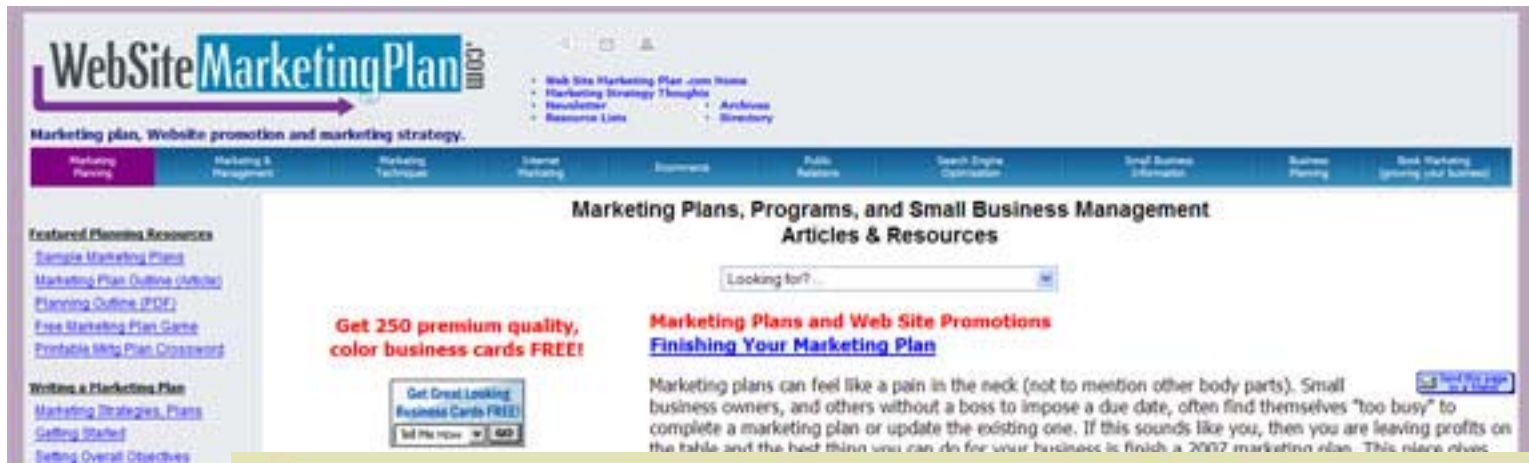 WebSiteMarketingPlan.com
Web Site Marketing Plan .com Home
Marketing Strategy Thoughts
Newsletter
Archives
Resource Lists
Directory
Marketing plan, Website promotion and marketing strategy.
Marketing Planning
Marketing & Management
Marketing Techniques
Internet Marketing
Ecommerce
Public Relations
Search Engine Optimization
Small Business Information
Business Planning
Book Marketing (growing your business)
Marketing Plans, Programs, and Small Business Management
Articles & Resources
Looking for?...
Featured Planning Resources
Sample Marketing Plans
Marketing Plan Outline (Article)
Planning Outline (PDF)
Free Marketing Plan Game
Printable Mktg Plan Crossword
Writing a Marketing Plan
Marketing Strategies, Plans
Getting Started
Setting Overall Objectives
Get 250 premium quality,
color business cards FREE!
Get Great Looking
Business Cards FREE!
Tell Me How
GO
Marketing Plans and Web Site Promotions
Finishing Your Marketing Plan
Send this page
to a friend
Marketing plans can feel like a pain in the neck (not to mention other body parts). Small
business owners, and others without a boss to impose a due date, often find themselves "too busy" to
complete a marketing plan or update the existing one. If this sounds like you, then you are leaving profits on
the table and the best thing you can do for your business is finish a 2007 marketing plan. This piece gives